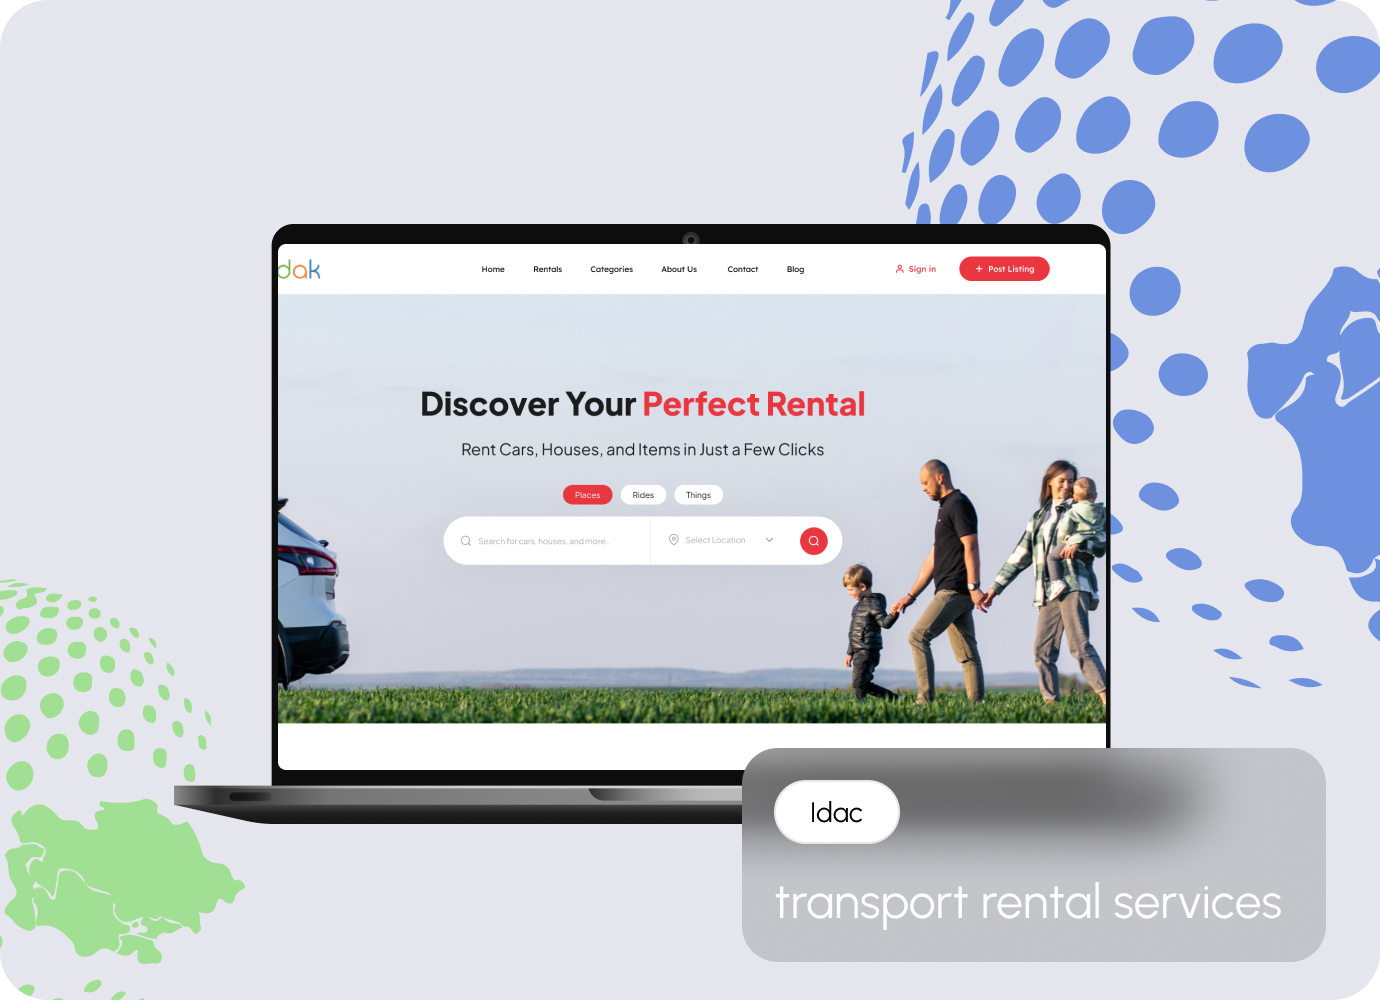 dak
Home Rentals Categories About Us Contact Blog Sign in + Post Listing
Discover Your Perfect Rental
Rent Cars, Houses, and Items in Just a Few Clicks
Places Rides Things
Search for cars, houses, and more.. Select Location
Idac
transport rental services